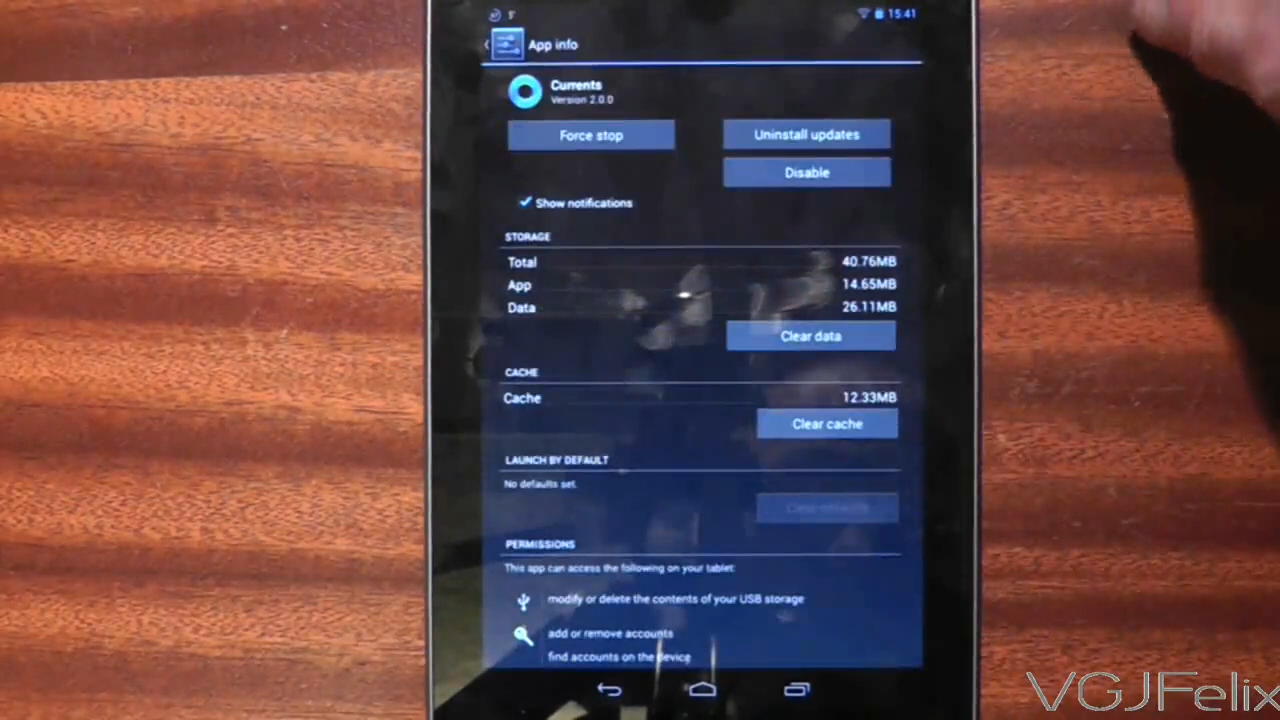 15:41
App info
Currents
Version 2.0.0
Force stop
Uninstall updates
Disable
Show notifications
STORAGE
Total 40.76MB
App 14.65MB
Data 26.11MB
Clear data
CACHE
Cache 12.33MB
Clear cache
LAUNCH BY DEFAULT
No defaults set.
Clear defaults
PERMISSIONS
This app can access the following on your tablet:
modify or delete the contents of your USB storage
add or remove accounts
find accounts on the device
VGJFelix